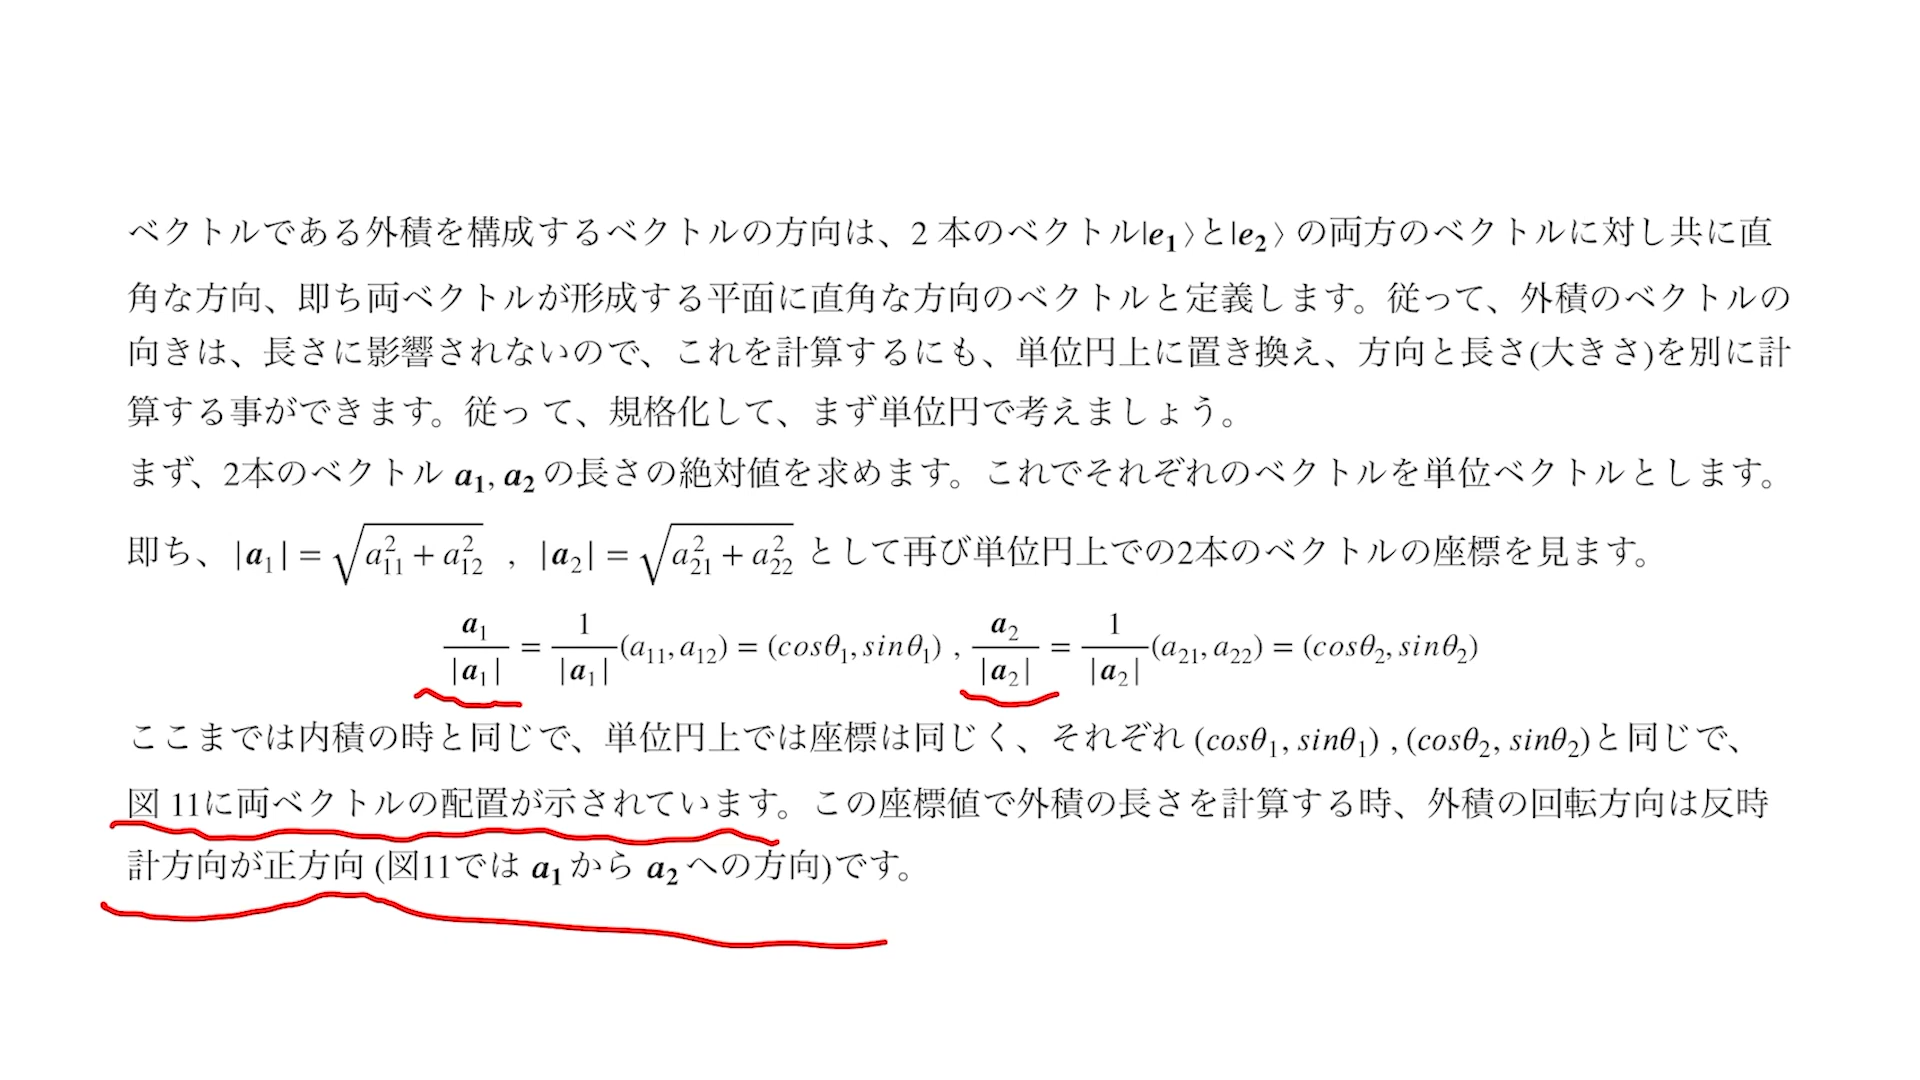 ベクトルである外積を構成するベクトルの方向は、2 本のベクトル|e₁⟩と|e₂⟩ の両方のベクトルに対し共に直
角な方向、即ち両ベクトルが形成する平面に直角な方向のベクトルと定義します。従って、外積のベクトルの
向きは、長さに影響されないので、これを計算するにも、単位円上に置き換え、方向と長さ(大きさ)を別に計
算する事ができます。従っ て、規格化して、まず単位円で考えましょう。
まず、2本のベクトル a₁, a₂ の長さの絶対値を求めます。これでそれぞれのベクトルを単位ベクトルとします。
即ち、|a₁| = √(a₁₁² + a₁₂²) , |a₂| = √(a₂₁² + a₂₂²) として再び単位円上での2本のベクトルの座標を見ます。
a₁/|a₁| = 1/|a₁| (a₁₁, a₁₂) = (cosθ₁, sinθ₁) , a₂/|a₂| = 1/|a₂| (a₂₁, a₂₂) = (cosθ₂, sinθ₂)
ここまでは内積の時と同じで、単位円上では座標は同じく、それぞれ (cosθ₁, sinθ₁) , (cosθ₂, sinθ₂)と同じで、
図 11に両ベクトルの配置が示されています。この座標値で外積の長さを計算する時、外積の回転方向は反時
計方向が正方向 (図11では a₁から a₂への方向)です。